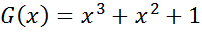 G(x) = x³ + x² + 1